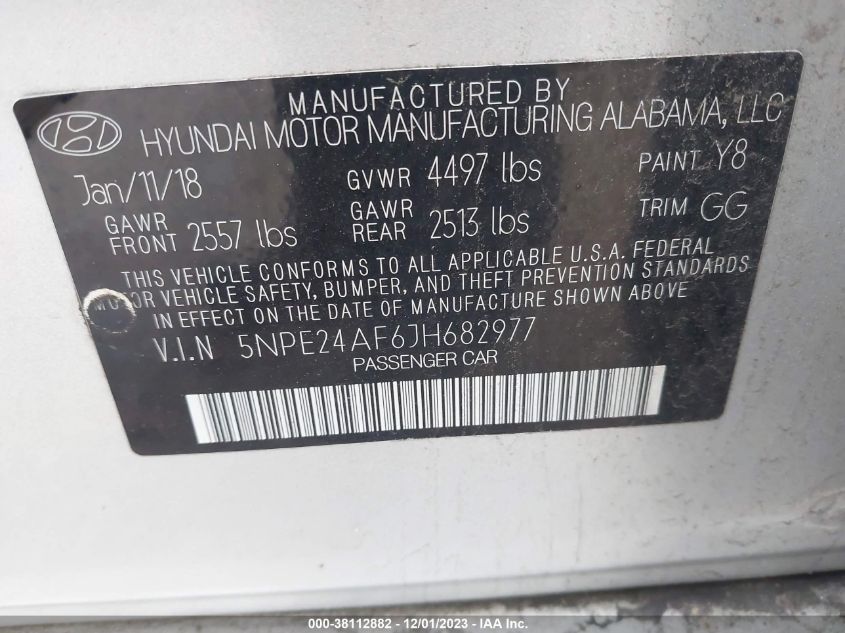 MANUFACTURED BY
HYUNDAI MOTOR MANUFACTURING ALABAMA, LLC
Jan/11/18 GVWR 4497 lbs PAINT Y8
GAWR FRONT 2557 lbs GAWR REAR 2513 lbs TRIM GG
THIS VEHICLE CONFORMS TO ALL APPLICABLE U.S.A. FEDERAL
MOTOR VEHICLE SAFETY, BUMPER, AND THEFT PREVENTION STANDARDS
IN EFFECT ON THE DATE OF MANUFACTURE SHOWN ABOVE
V.I.N 5NPE24AF6JH682977
PASSENGER CAR
000-38112882 - 12/01/2023 - IAA Inc.